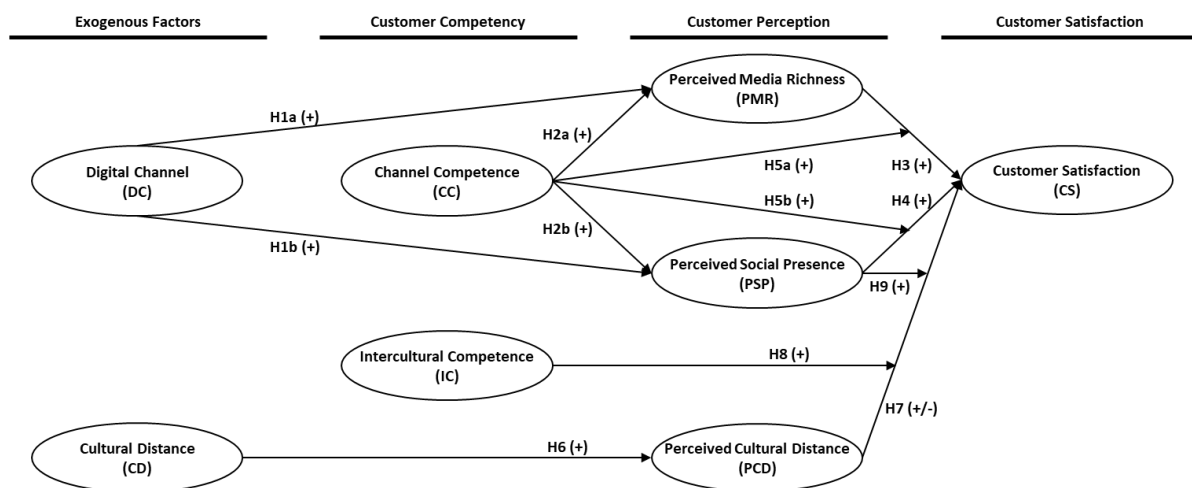 Exogenous Factors
Customer Competency
Customer Perception
Customer Satisfaction
Perceived Media Richness
(PMR)
H1a (+)
H2a (+)
Digital Channel
(DC)
Channel Competence
(CC)
H5a (+)
H3 (+)
Customer Satisfaction
(CS)
H5b (+)
H4 (+)
H1b (+)
H2b (+)
Perceived Social Presence
(PSP)
H9 (+)
Intercultural Competence
(IC)
H8 (+)
H7 (+/-)
Cultural Distance
(CD)
H6 (+)
Perceived Cultural Distance
(PCD)